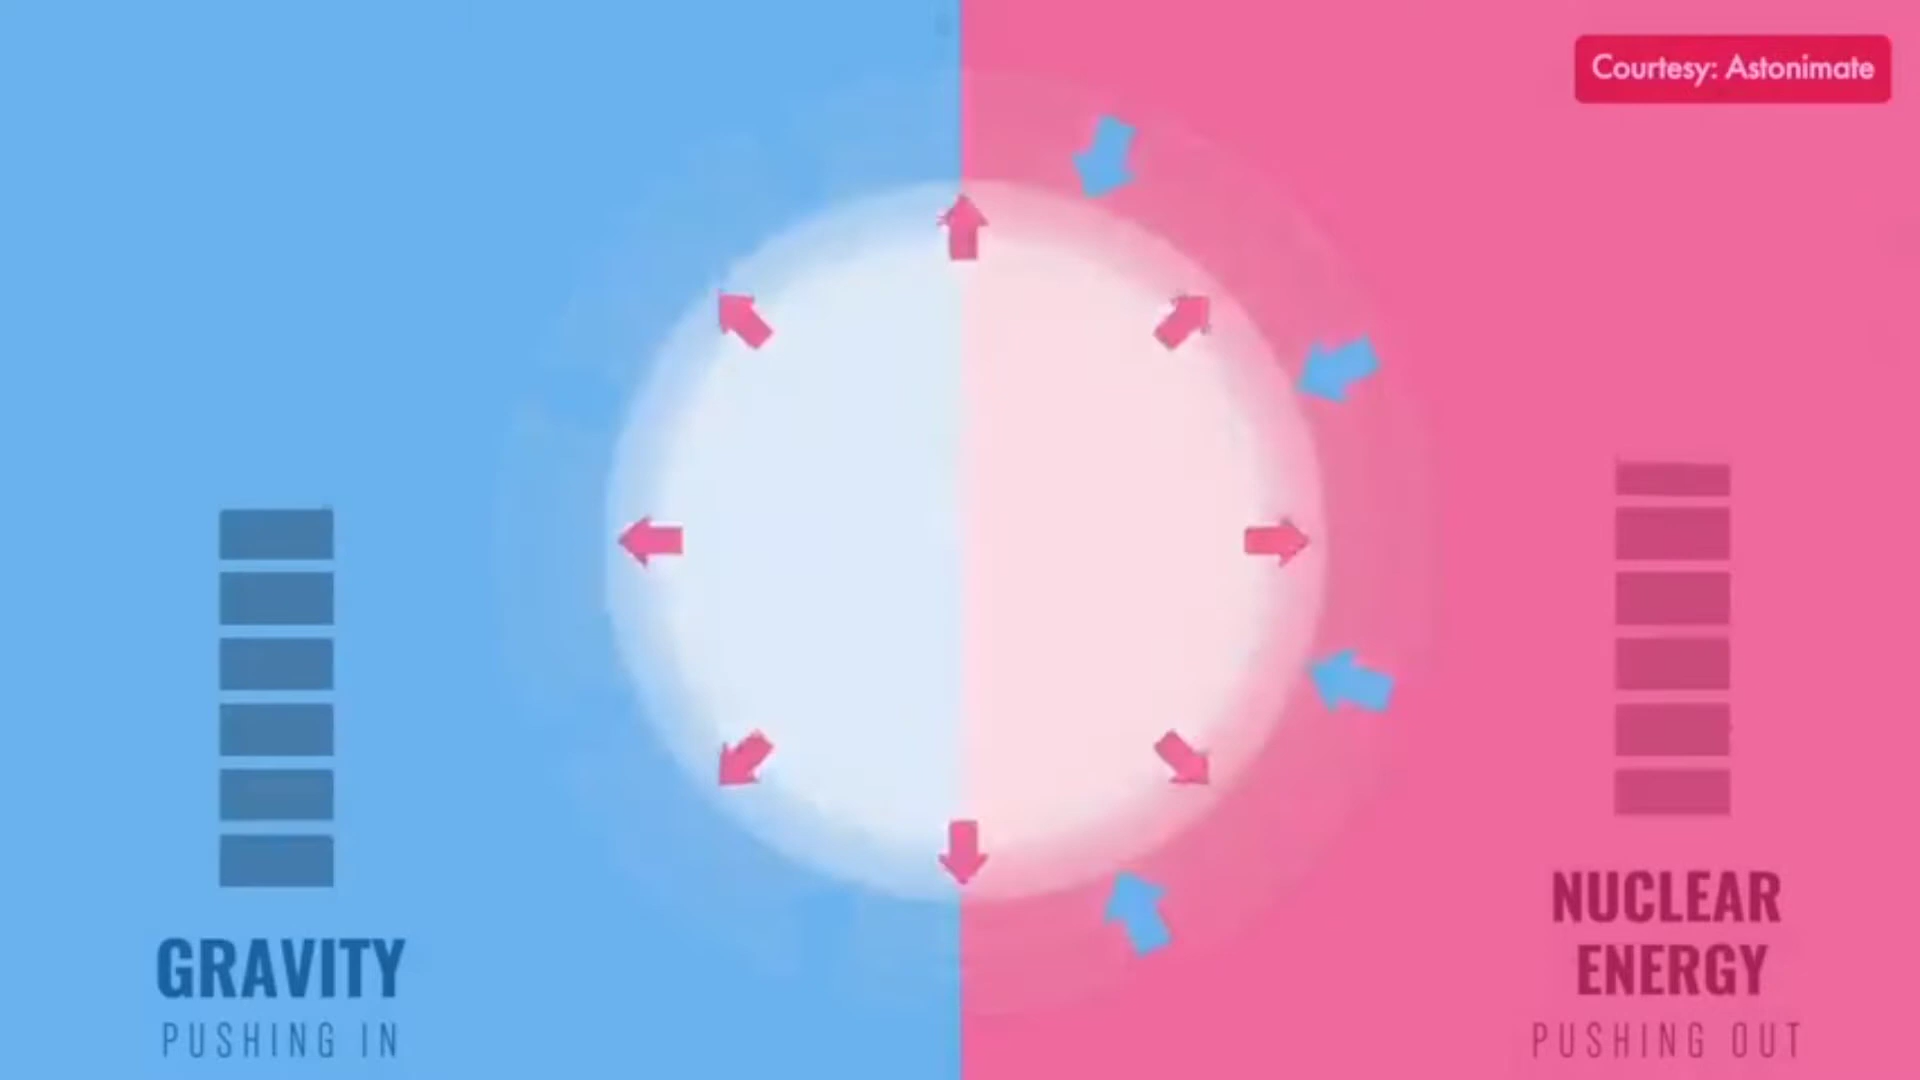 Courtesy: Astonimate
GRAVITY
PUSHING IN
NUCLEAR
ENERGY
PUSHING OUT